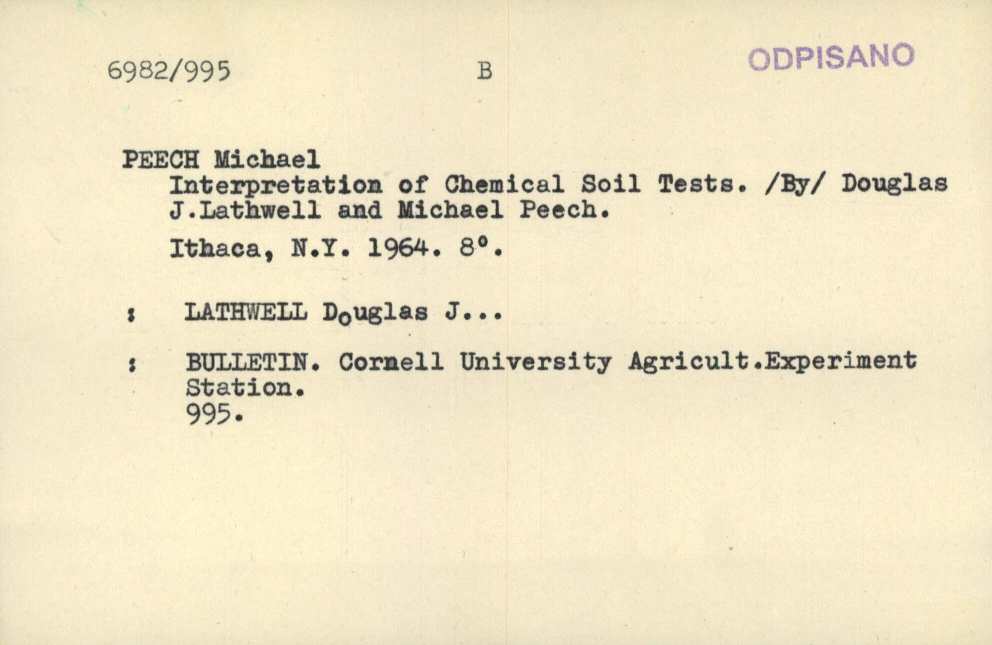 6982/995 B ODPISANO
PEECH Michael
Interpretation of Chemical Soil Tests. /By/ Douglas
J.Lathwell and Michael Peech.
Ithaca, N.Y. 1964. 8°.
: LATHWELL Douglas J...
: BULLETIN. Cornell University Agricult.Experiment
Station.
995.